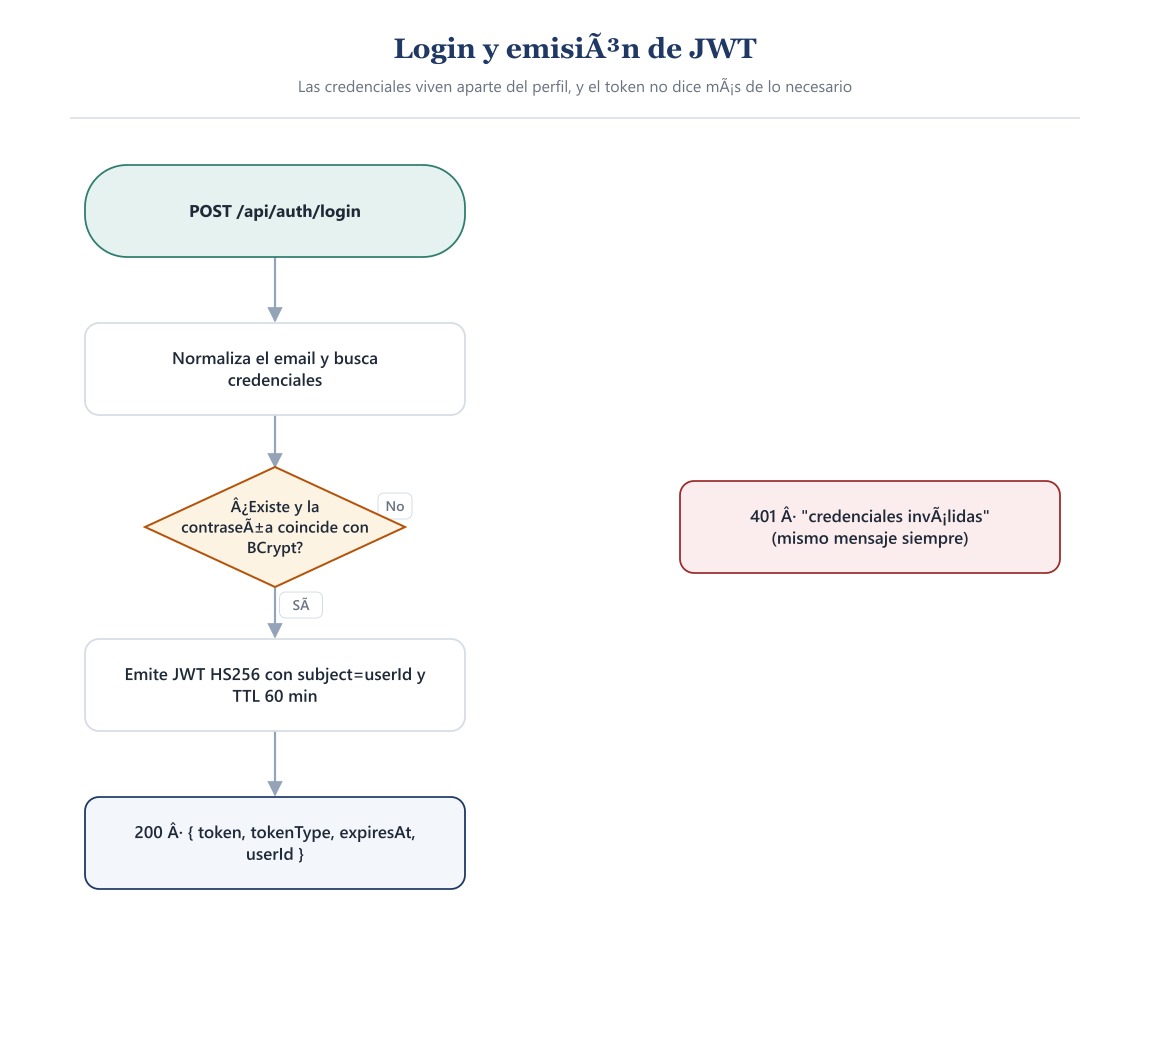 Login y emisiÃ³n de JWT
Las credenciales viven aparte del perfil, y el token no dice mÃ¡s de lo necesario
POST /api/auth/login
Normaliza el email y busca
credenciales
Â¿Existe y la
contraseÃ±a coincide con
BCrypt?
No
401 Â· "credenciales invÃ¡lidas"
(mismo mensaje siempre)
SÃ
Emite JWT HS256 con subject=userId y
TTL 60 min
200 Â· { token, tokenType, expiresAt,
userId }